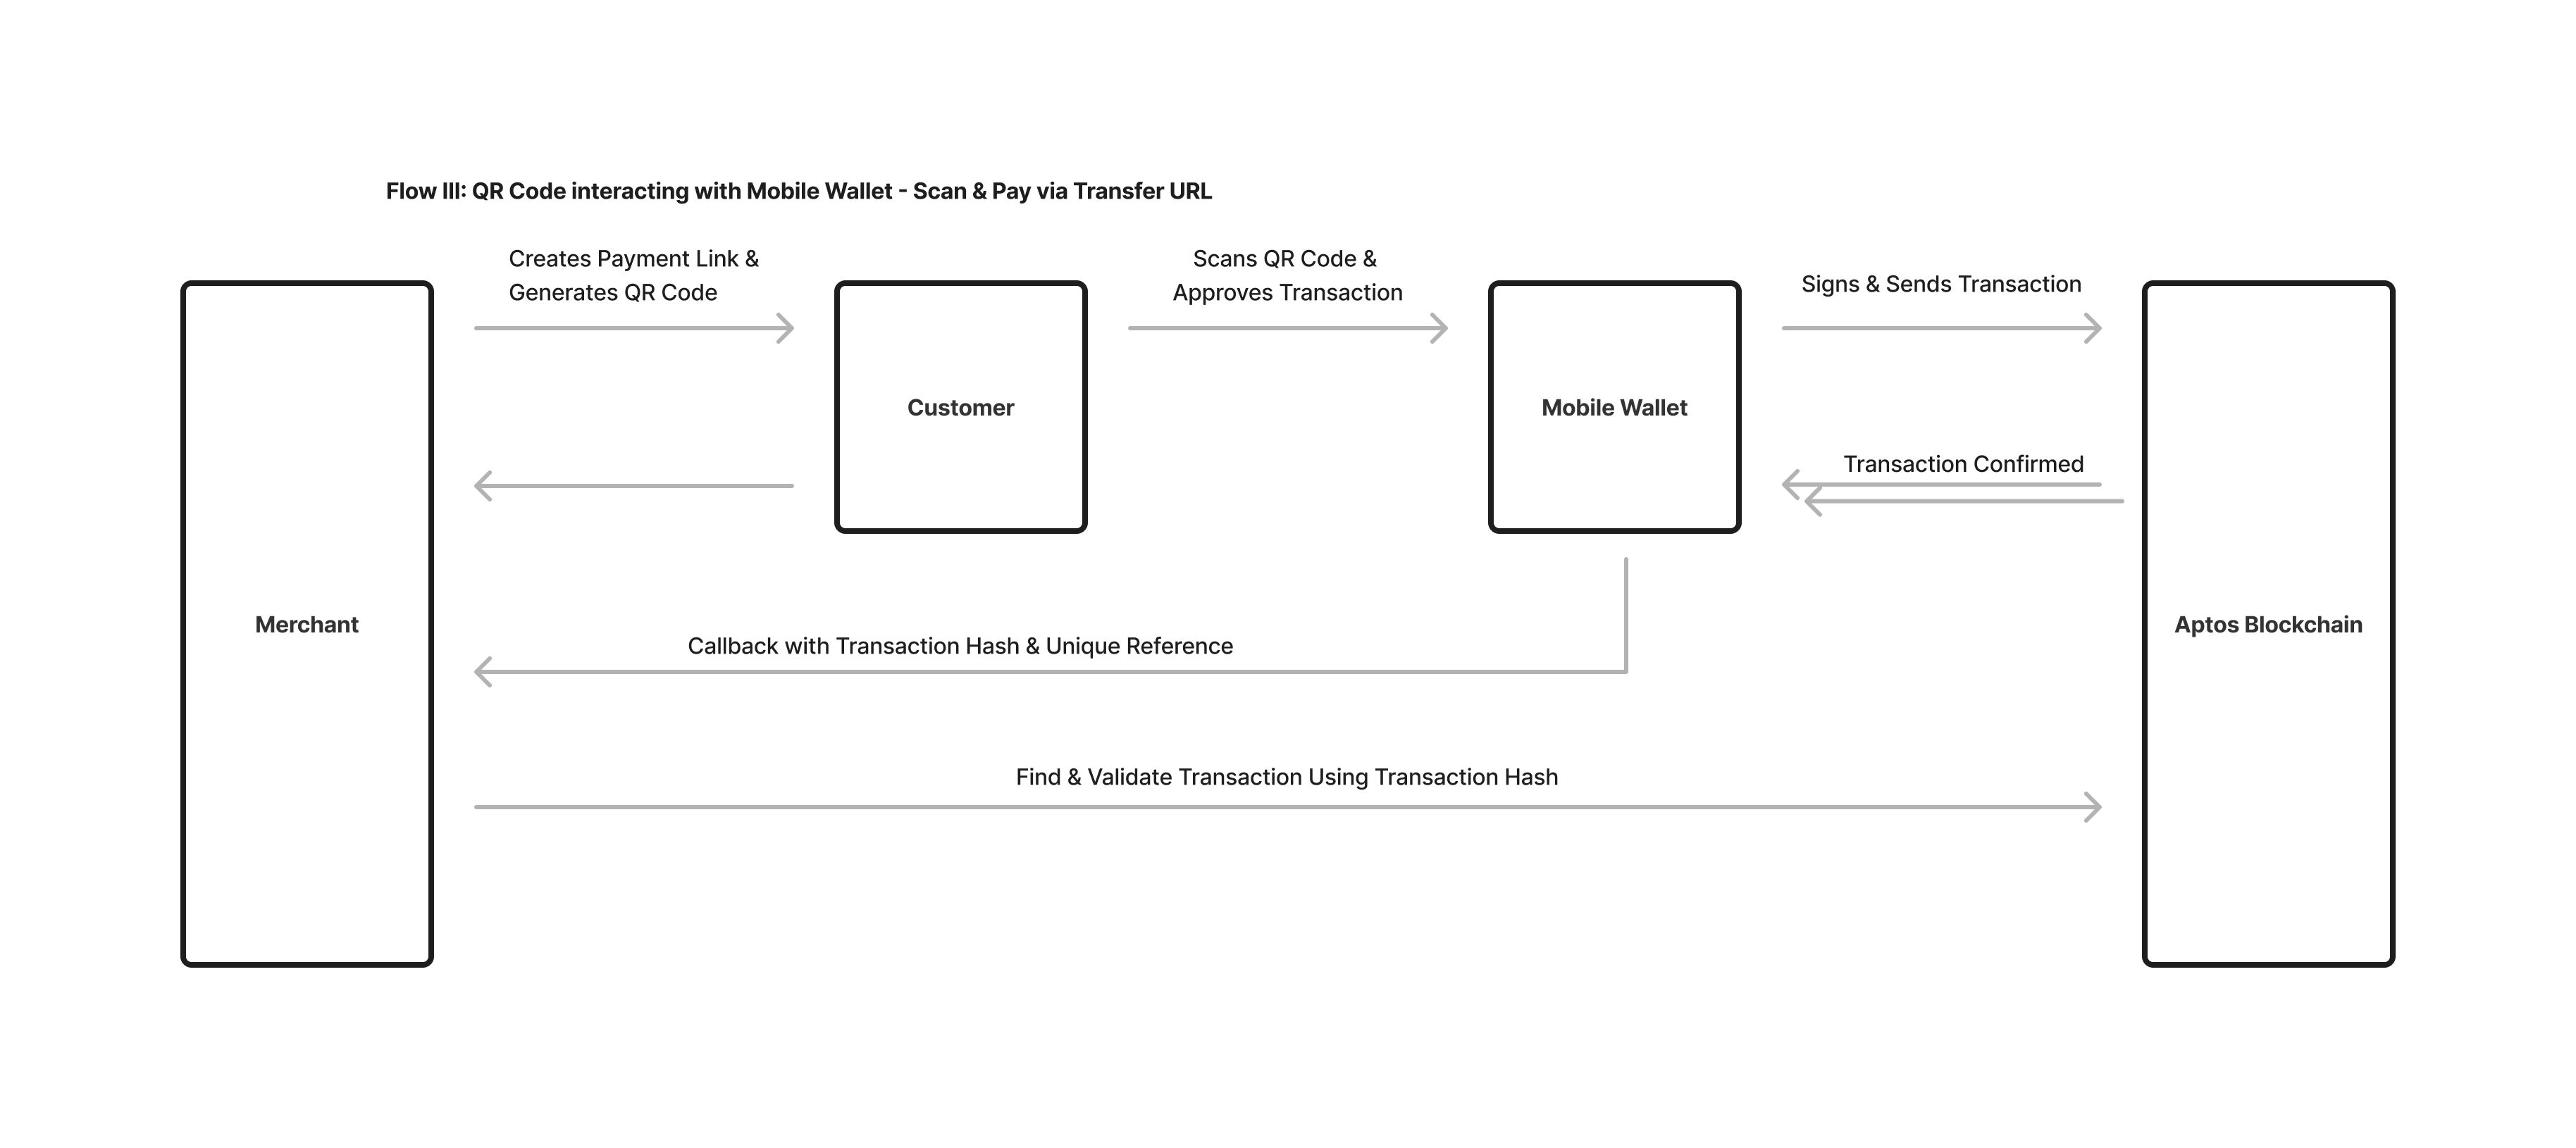 Flow III: QR Code interacting with Mobile Wallet - Scan & Pay via Transfer URL
Creates Payment Link &
Generates QR Code
Scans QR Code &
Approves Transaction
Signs & Sends Transaction
Customer
Mobile Wallet
Transaction Confirmed
Merchant
Aptos Blockchain
Callback with Transaction Hash & Unique Reference
Find & Validate Transaction Using Transaction Hash